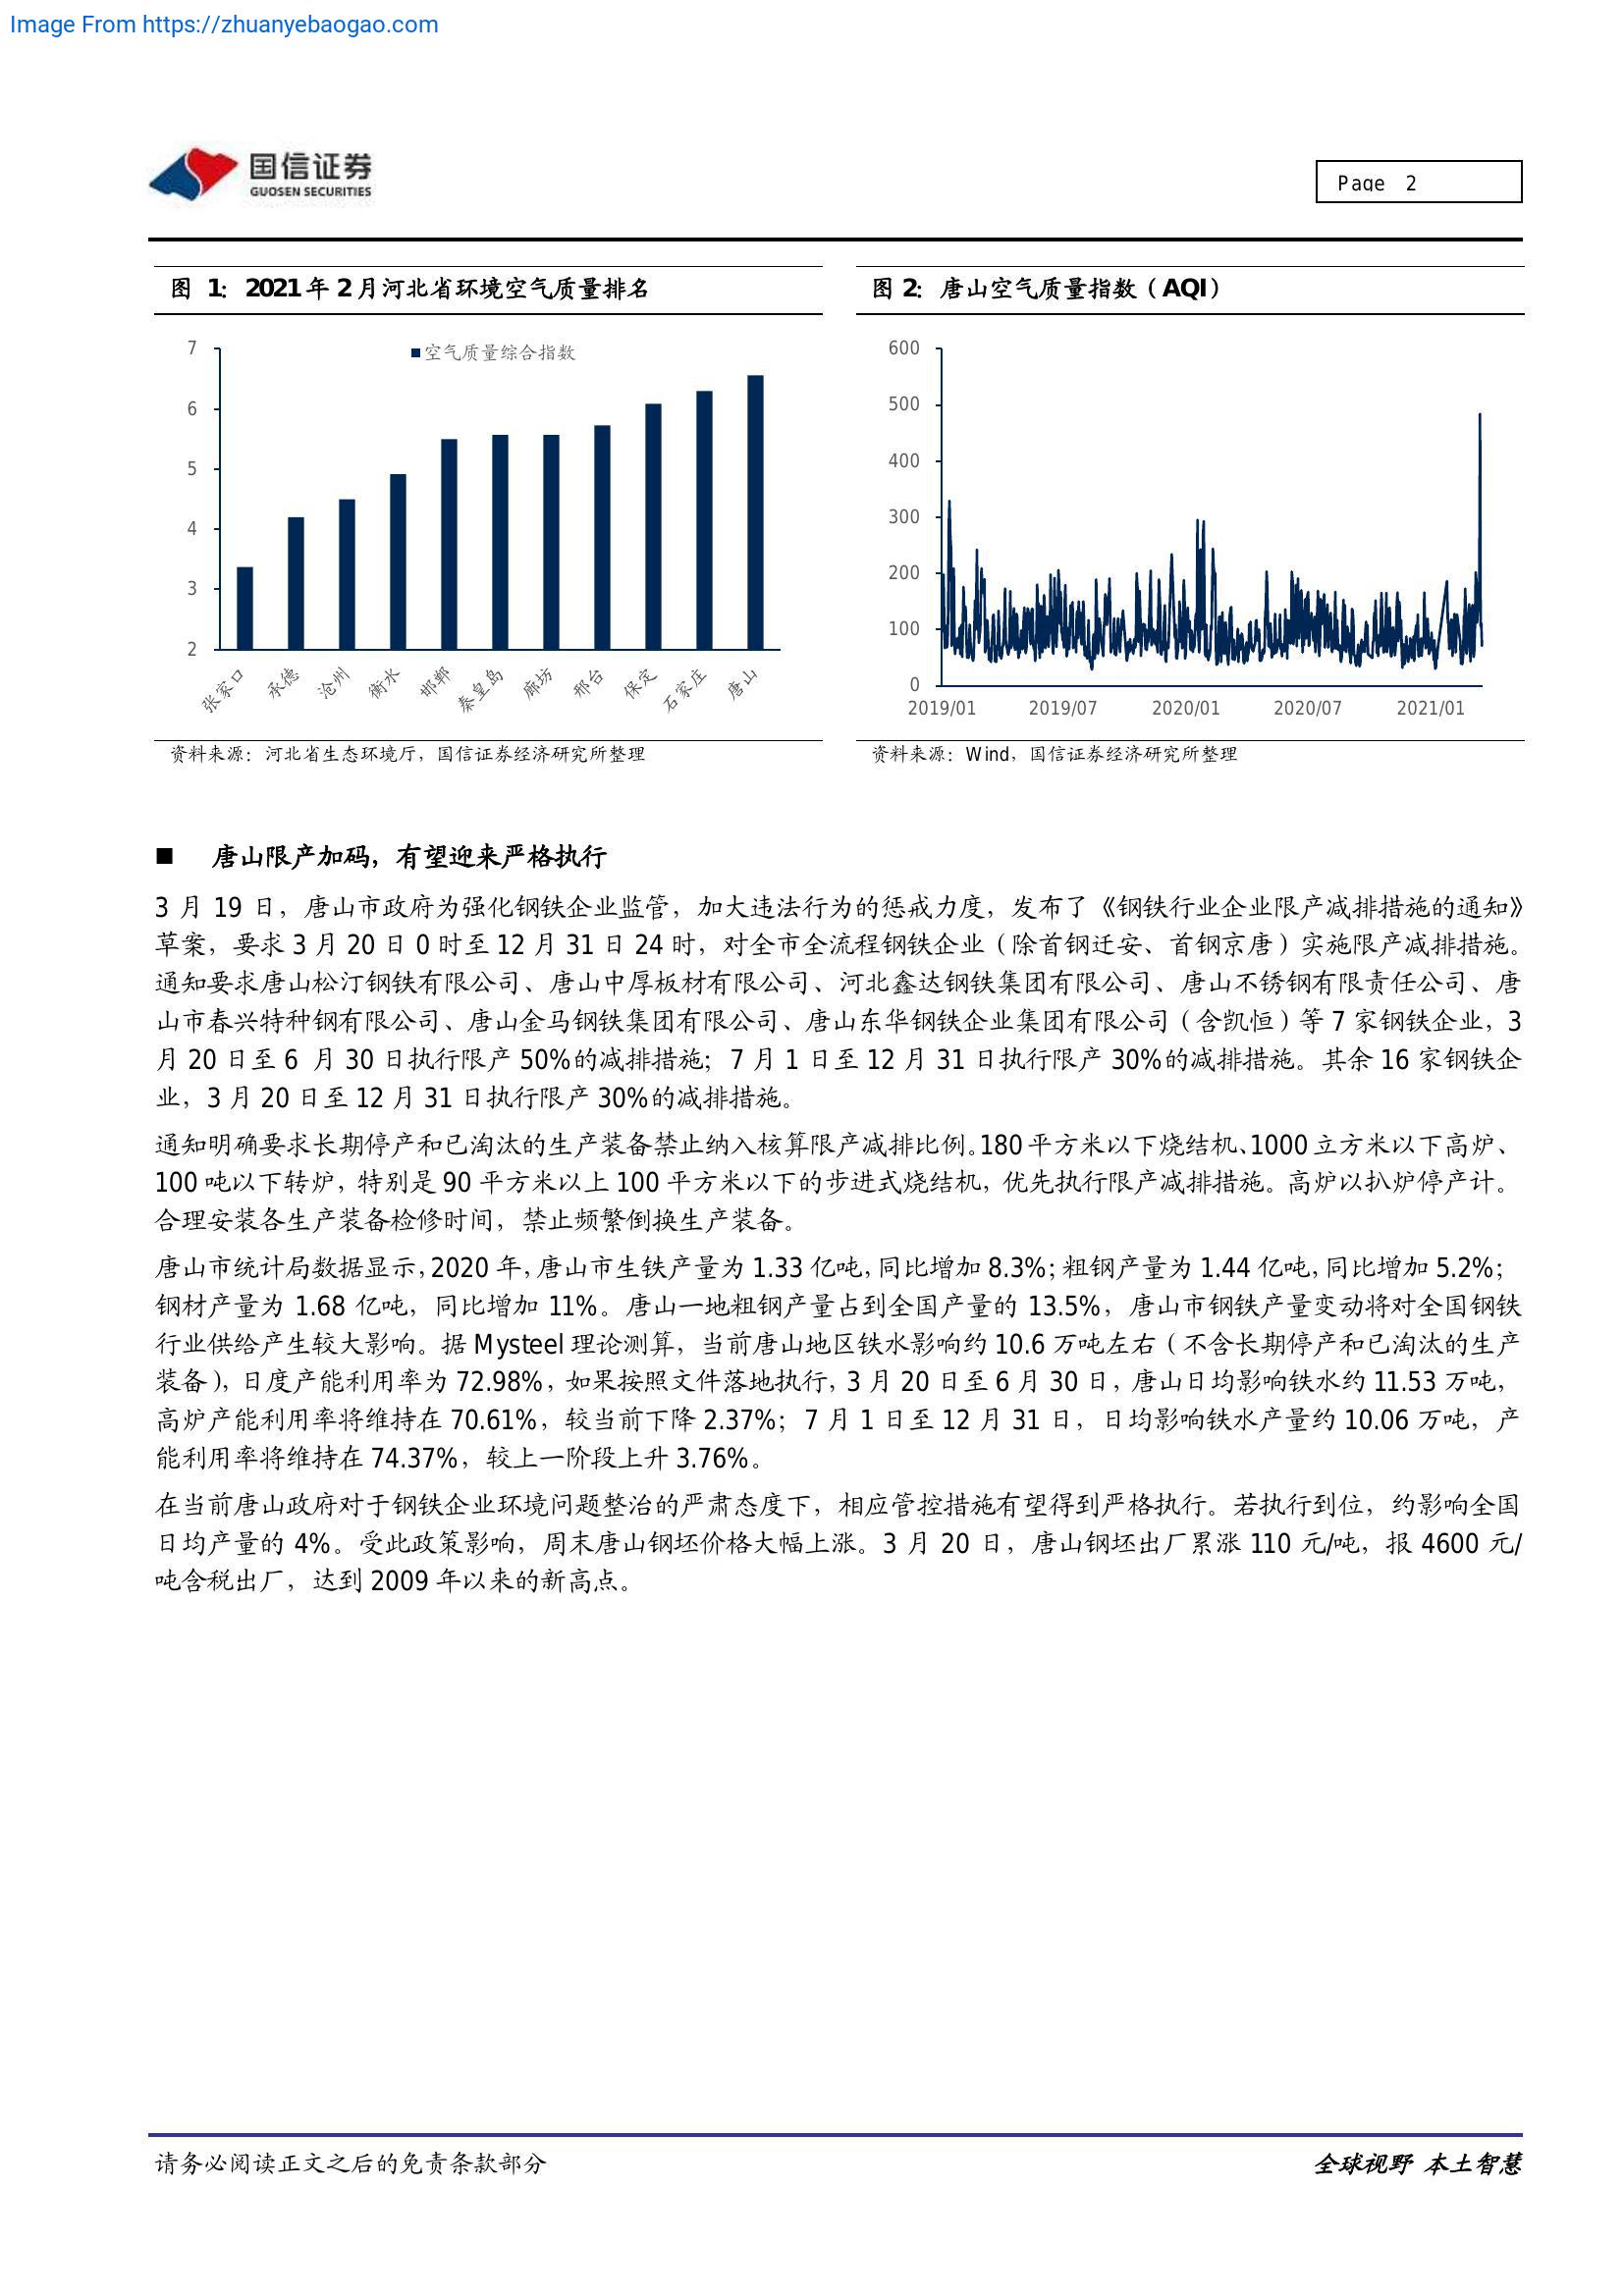 Image From https://zhuanyebaogao.com
国信证券
GUOSEN SECURITIES
Page 2
图 1：2021 年 2 月河北省环境空气质量排名
7
6
5
4
3
2
空气质量综合指数
张家口 承德 沧州 衡水 邯郸 秦皇岛 廊坊 邢台 保定 石家庄 唐山
资料来源：河北省生态环境厅，国信证券经济研究所整理
图 2：唐山空气质量指数（AQI）
600
500
400
300
200
100
0
2019/01 2019/07 2020/01 2020/07 2021/01
资料来源：Wind，国信证券经济研究所整理
■ 唐山限产加码，有望迎来严格执行
3 月 19 日，唐山市政府为强化钢铁企业监管，加大违法行为的惩戒力度，发布了《钢铁行业企业限产减排措施的通知》
草案，要求 3 月 20 日 0 时至 12 月 31 日 24 时，对全市全流程钢铁企业（除首钢迁安、首钢京唐）实施限产减排措施。
通知要求唐山松汀钢铁有限公司、唐山中厚板材有限公司、河北鑫达钢铁集团有限公司、唐山不锈钢有限责任公司、唐
山市春兴特种钢有限公司、唐山金马钢铁集团有限公司、唐山东华钢铁企业集团有限公司（含凯恒）等 7 家钢铁企业，3
月 20 日至 6 月 30 日执行限产 50%的减排措施；7 月 1 日至 12 月 31 日执行限产 30%的减排措施。其余 16 家钢铁企
业，3 月 20 日至 12 月 31 日执行限产 30%的减排措施。
通知明确要求长期停产和已淘汰的生产装备禁止纳入核算限产减排比例。180 平方米以下烧结机、1000 立方米以下高炉、
100 吨以下转炉，特别是 90 平方米以上 100 平方米以下的步进式烧结机，优先执行限产减排措施。高炉以扒炉停产计。
合理安装各生产装备检修时间，禁止频繁倒换生产装备。
唐山市统计局数据显示，2020 年，唐山市生铁产量为 1.33 亿吨，同比增加 8.3%；粗钢产量为 1.44 亿吨，同比增加 5.2%；
钢材产量为 1.68 亿吨，同比增加 11%。唐山一地粗钢产量占到全国产量的 13.5%，唐山市钢铁产量变动将对全国钢铁
行业供给产生较大影响。据 Mysteel 理论测算，当前唐山地区铁水影响约 10.6 万吨左右（不含长期停产和已淘汰的生产
装备），日度产能利用率为 72.98%，如果按照文件落地执行，3 月 20 日至 6 月 30 日，唐山日均影响铁水约 11.53 万吨，
高炉产能利用率将维持在 70.61%，较当前下降 2.37%；7 月 1 日至 12 月 31 日，日均影响铁水产量约 10.06 万吨，产
能利用率将维持在 74.37%，较上一阶段上升 3.76%。
在当前唐山政府对于钢铁企业环境问题整治的严肃态度下，相应管控措施有望得到严格执行。若执行到位，约影响全国
日均产量的 4%。受此政策影响，周末唐山钢坯价格大幅上涨。3 月 20 日，唐山钢坯出厂累涨 110 元/吨，报 4600 元/
吨含税出厂，达到 2009 年以来的新高点。
请务必阅读正文之后的免责条款部分
全球视野 本土智慧